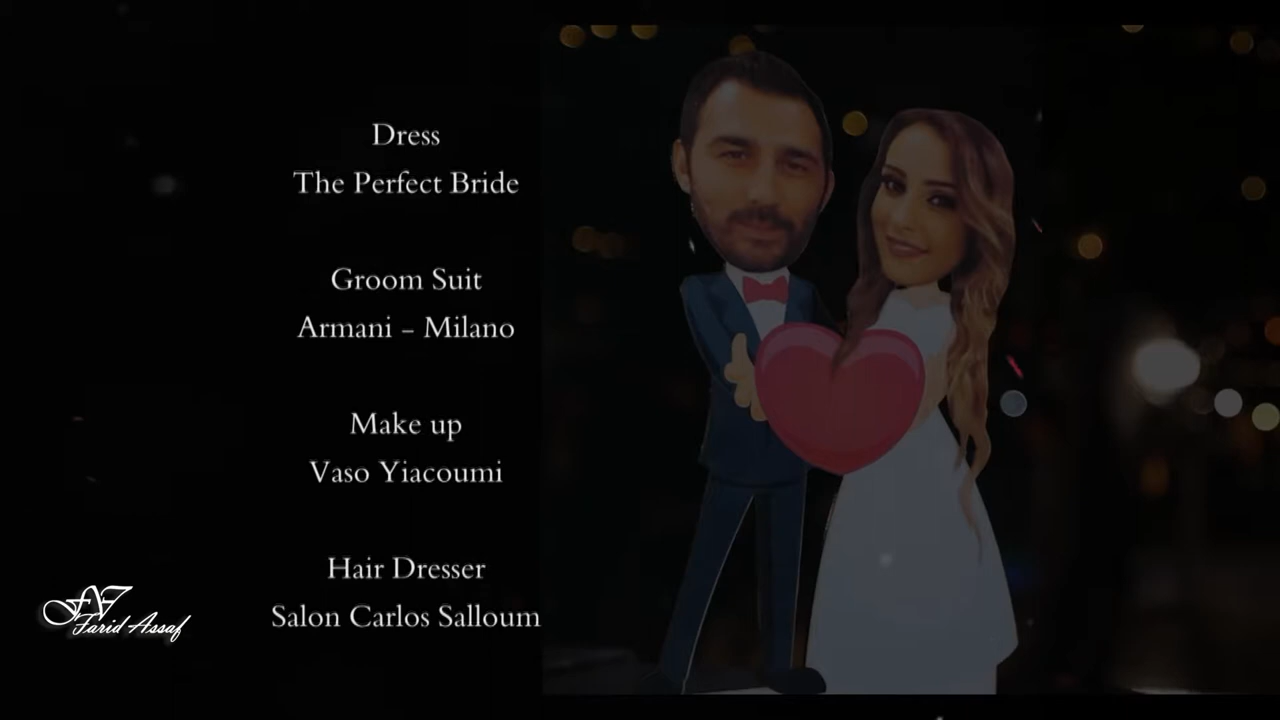 Dress
The Perfect Bride
Groom Suit
Armani - Milano
Make up
Vaso Yiacoumi
Hair Dresser
Salon Carlos Salloum
FA
Farid Assaf